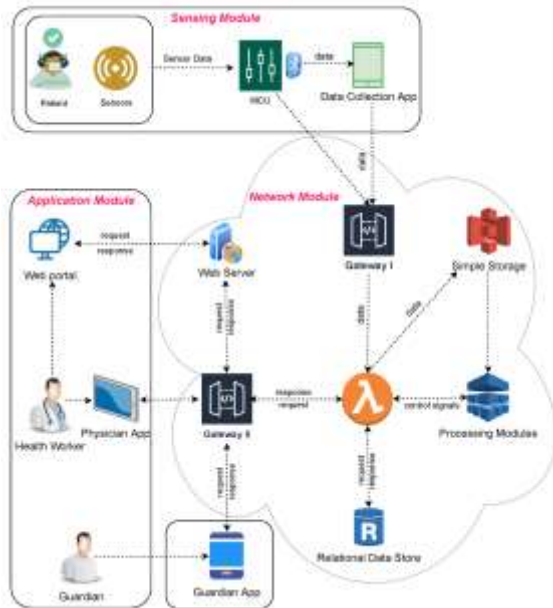 Sensing Module
Sensor Data
data
Patient
Sensors
MCU
Data Collection App
data
Application Module
Network Module
request
response
Web portal
Web Server
Gateway I
Simple Storage
request
response
data
data
response
request
control signals
Health Worker
Physician App
Gateway II
Processing Modules
request
response
request
response
R
Relational Data Store
Guardian
Guardian App